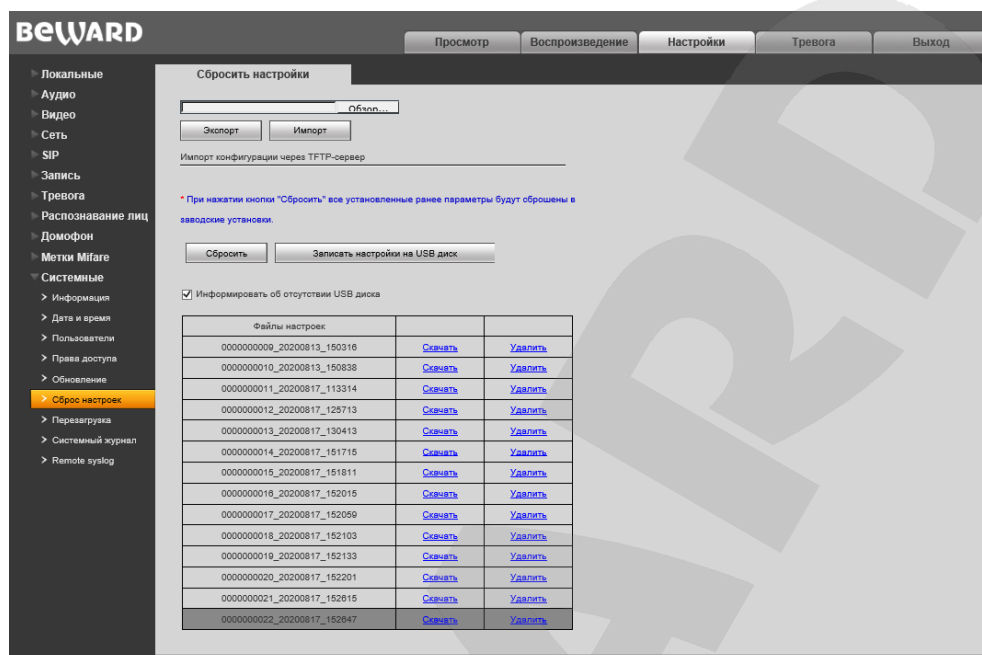 BEWARD
Просмотр
Воспроизведение
Настройки
Тревога
Выход
Локальные
Аудио
Видео
Сеть
SIP
Запись
Тревога
Распознавание лиц
Домофон
Метки Mifare
Системные
Информация
Дата и время
Пользователи
Права доступа
Обновление
Сброс настроек
Перезагрузка
Системный журнал
Remote syslog
Сбросить настройки
Обзор...
Экспорт Импорт
Импорт конфигурации через TFTP-сервер
* При нажатии кнопки "Сбросить" все установленные ранее параметры будут сброшены в
заводские установки.
Сбросить Записать настройки на USB диск
Информировать об отсутствии USB диска
Файлы настроек
0000000009_20200813_150316 Скачать Удалить
0000000010_20200813_150838 Скачать Удалить
0000000011_20200817_113314 Скачать Удалить
0000000012_20200817_125713 Скачать Удалить
0000000013_20200817_130413 Скачать Удалить
0000000014_20200817_151715 Скачать Удалить
0000000015_20200817_151811 Скачать Удалить
0000000016_20200817_152015 Скачать Удалить
0000000017_20200817_152059 Скачать Удалить
0000000018_20200817_152103 Скачать Удалить
0000000019_20200817_152133 Скачать Удалить
0000000020_20200817_152201 Скачать Удалить
0000000021_20200817_152615 Скачать Удалить
0000000022_20200817_152647 Скачать Удалить